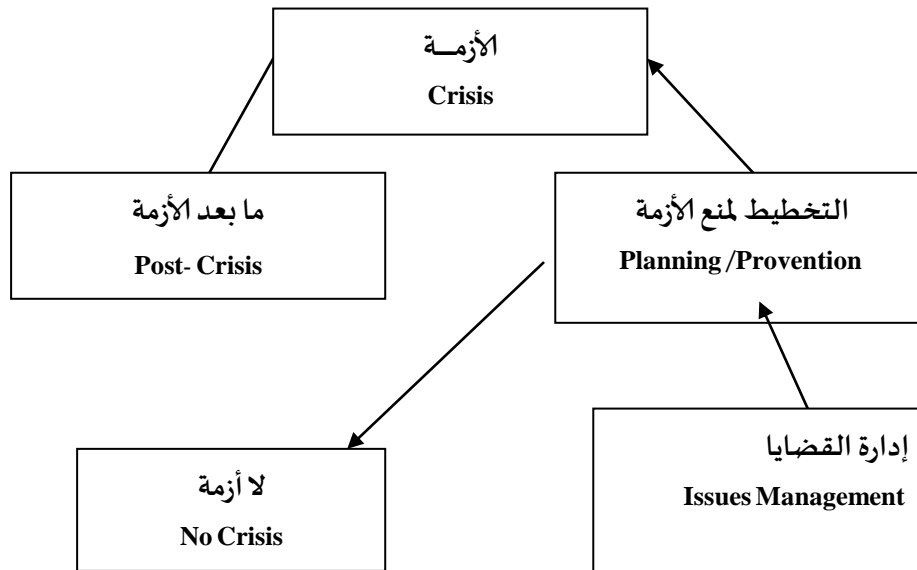 الأزمــة
Crisis
ما بعد الأزمة
Post- Crisis
التخطيط لمنع الأزمة
Planning /Provention
لا أزمة
No Crisis
إدارة القضايا
Issues Management